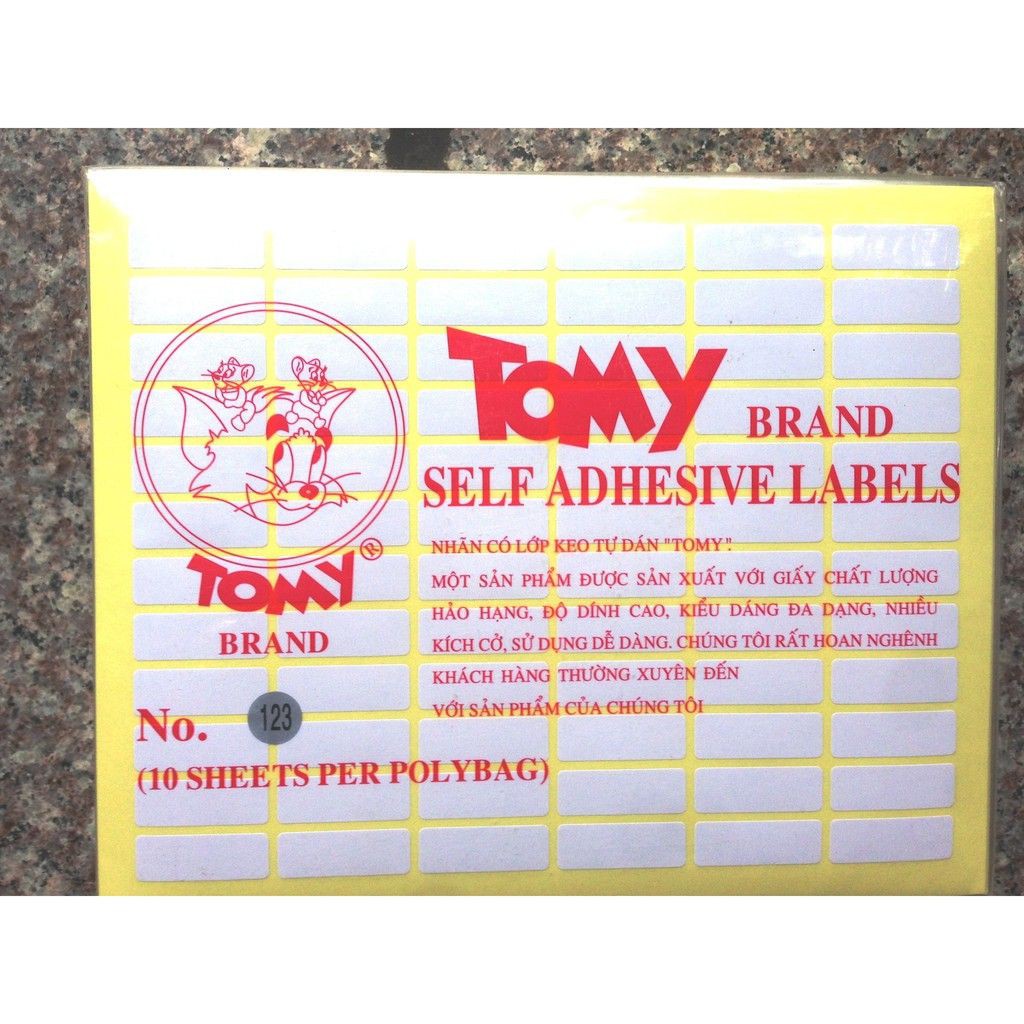 TOMY BRAND
SELF ADHESIVE LABELS
NHÃN CÓ LỚP KEO TỰ DÁN "TOMY".
MỘT SẢN PHẨM ĐƯỢC SẢN XUẤT VỚI GIẤY CHẤT LƯỢNG
HẢO HẠNG, ĐỘ DÍNH CAO, KIỂU DÁNG ĐA DẠNG, NHIỀU
KÍCH CỞ, SỬ DỤNG DỄ DÀNG. CHÚNG TÔI RẤT HOAN NGHÊNH
KHÁCH HÀNG THƯỜNG XUYÊN ĐẾN
VỚI SẢN PHẨM CỦA CHÚNG TÔI
TOMY®
BRAND
No. 123
(10 SHEETS PER POLYBAG)